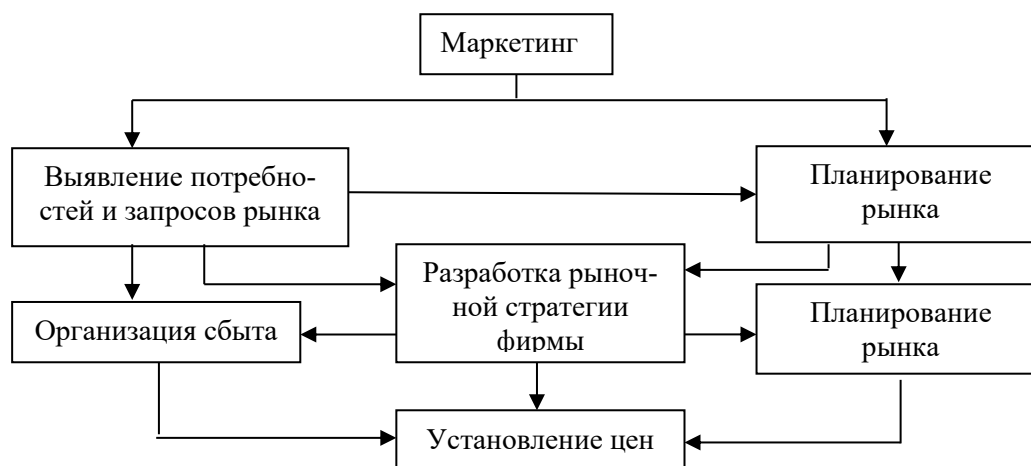 Маркетинг
Выявление потребно-
стей и запросов рынка
Планирование
рынка
Разработка рыноч-
ной стратегии
фирмы
Организация сбыта
Планирование
рынка
Установление цен